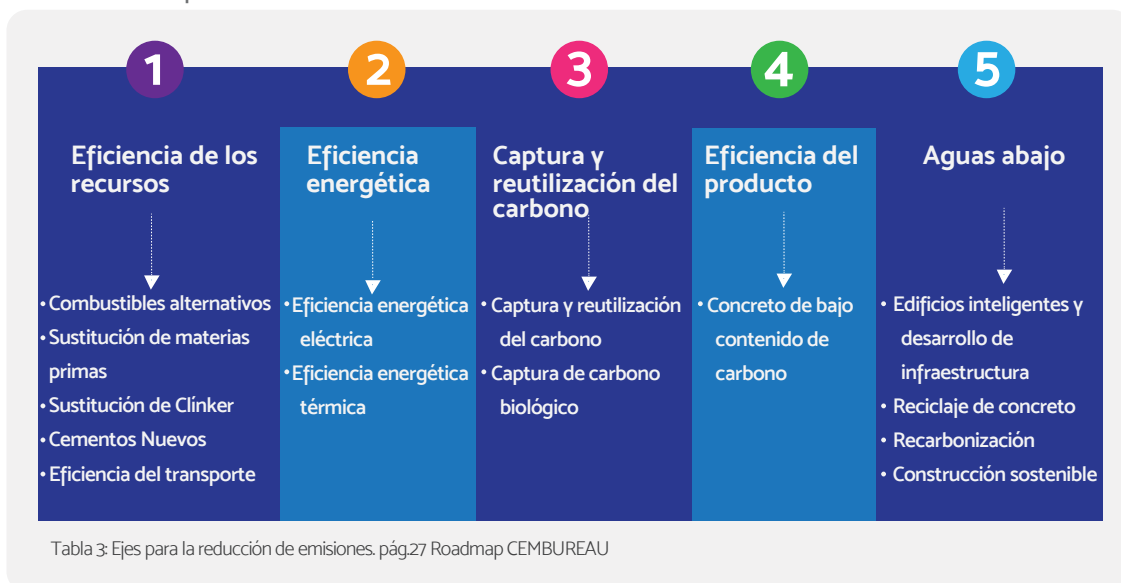 1
Eficiencia de los
recursos
• Combustibles alternativos
• Sustitución de materias
primas
• Sustitución de Clínker
• Cementos Nuevos
• Eficiencia del transporte
2
Eficiencia
energética
• Eficiencia energética
eléctrica
• Eficiencia energética
térmica
3
Captura y
reutilización del
carbono
• Captura y reutilización
del carbono
• Captura de carbono
biológico
4
Eficiencia del
producto
• Concreto de bajo
contenido de
carbono
5
Aguas abajo
• Edificios inteligentes y
desarrollo de
infraestructura
• Reciclaje de concreto
• Recarbonización
• Construcción sostenible
Tabla 3: Ejes para la reducción de emisiones. pág.27 Roadmap CEMBUREAU